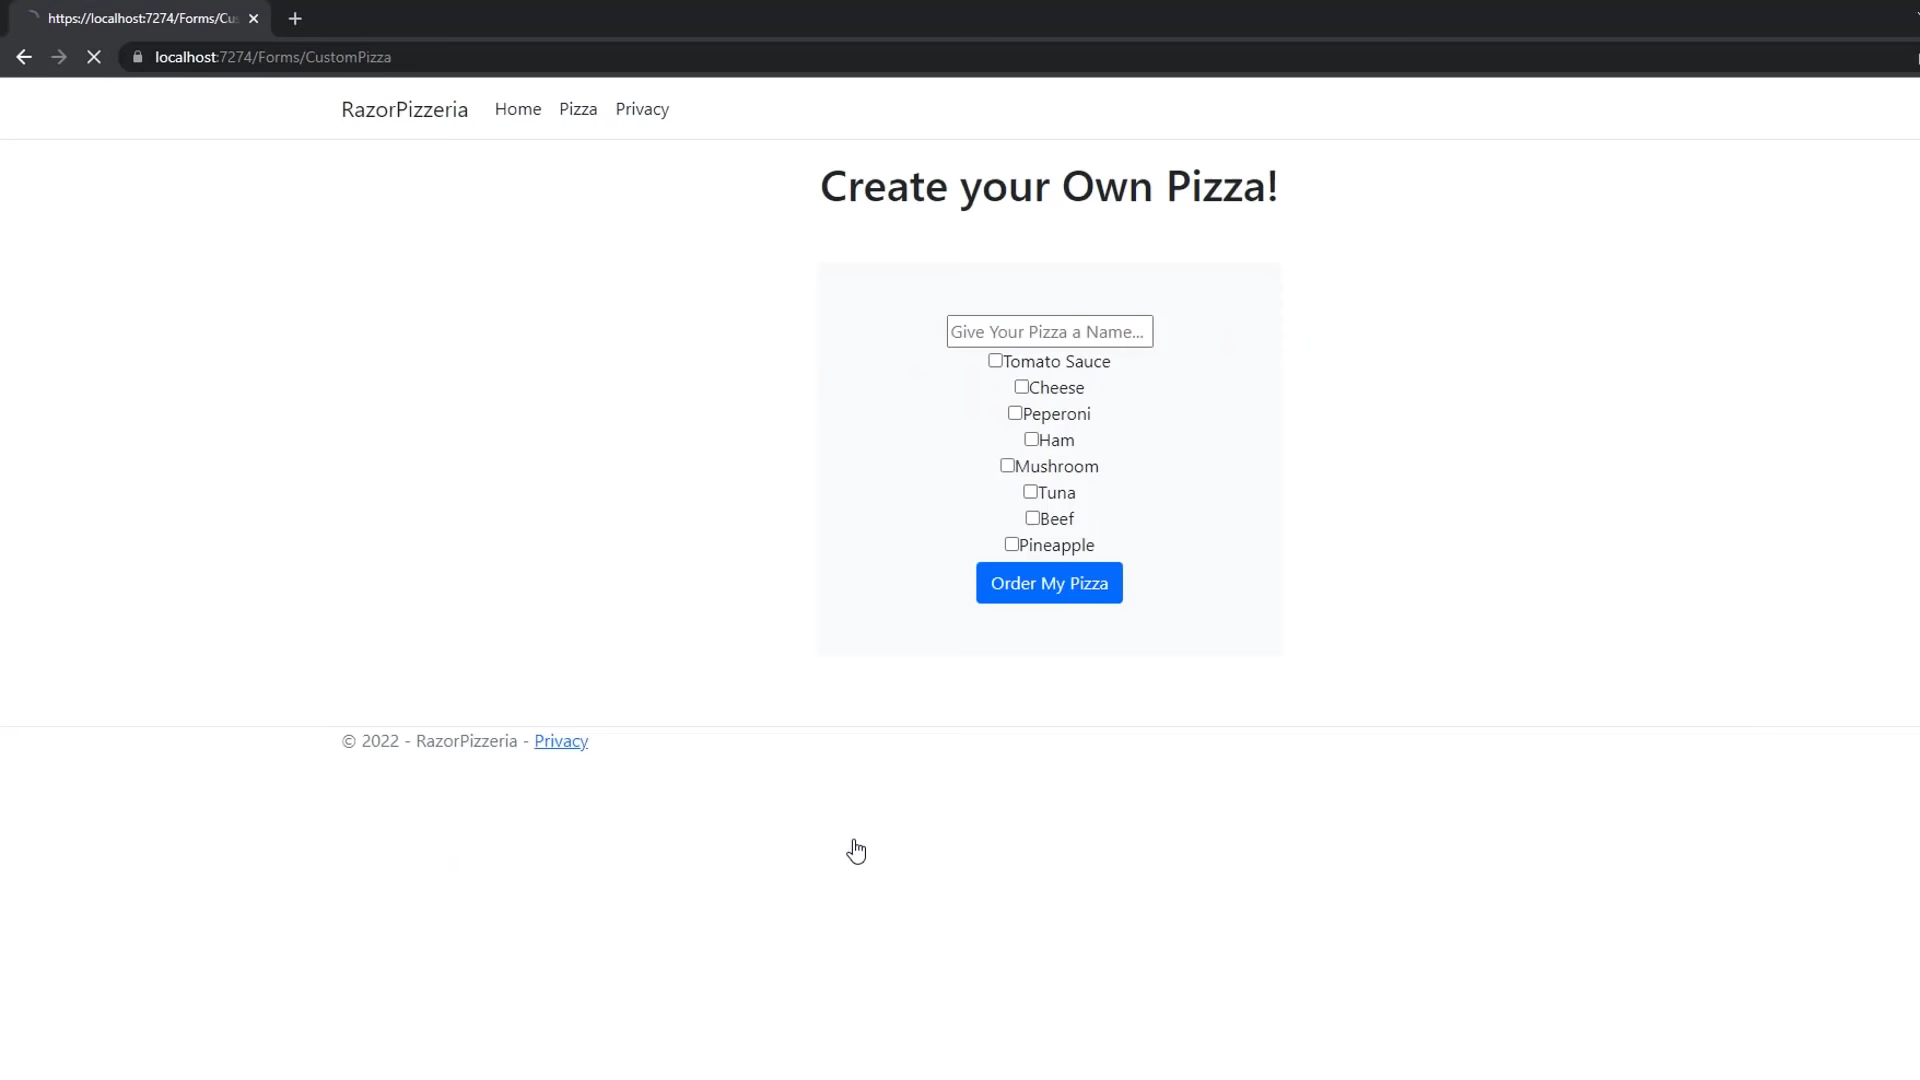 https://localhost:7274/Forms/Cus
localhost:7274/Forms/CustomPizza
RazorPizzeria Home Pizza Privacy
Create your Own Pizza!
Give Your Pizza a Name...
Tomato Sauce
Cheese
Peperoni
Ham
Mushroom
Tuna
Beef
Pineapple
Order My Pizza
© 2022 - RazorPizzeria - Privacy